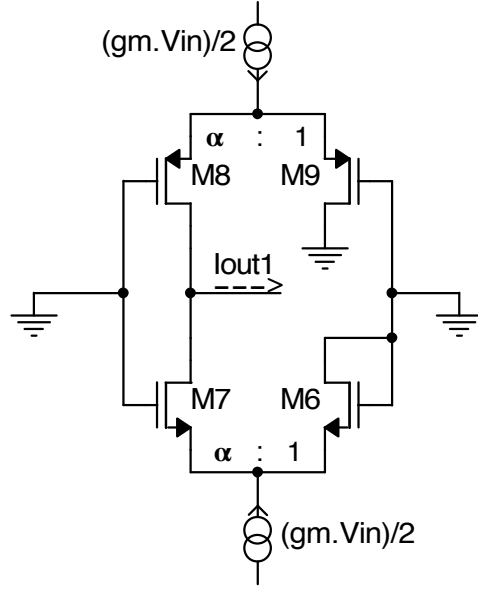 (gm.Vin)/2
α : 1
M8 M9
Iout1
M7 M6
α : 1
(gm.Vin)/2